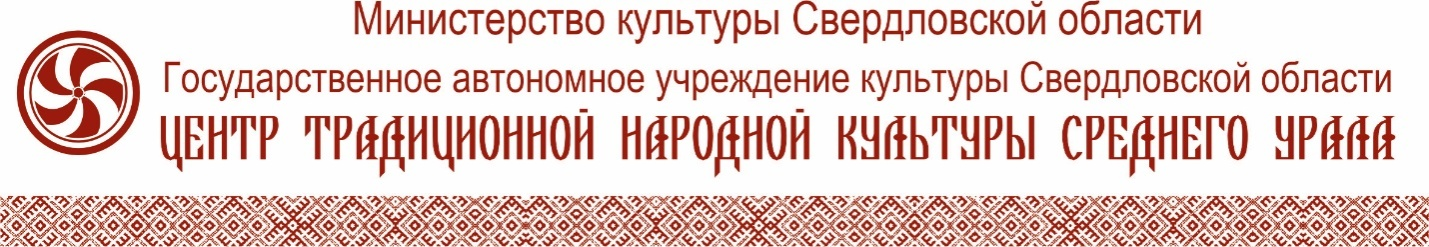 Министерство культуры Свердловской области
Государственное автономное учреждение культуры Свердловской области
ЦЕНТР ТРАДИЦИОННОЙ НАРОДНОЙ КУЛЬТУРЫ СРЕДНЕГО УРАЛА